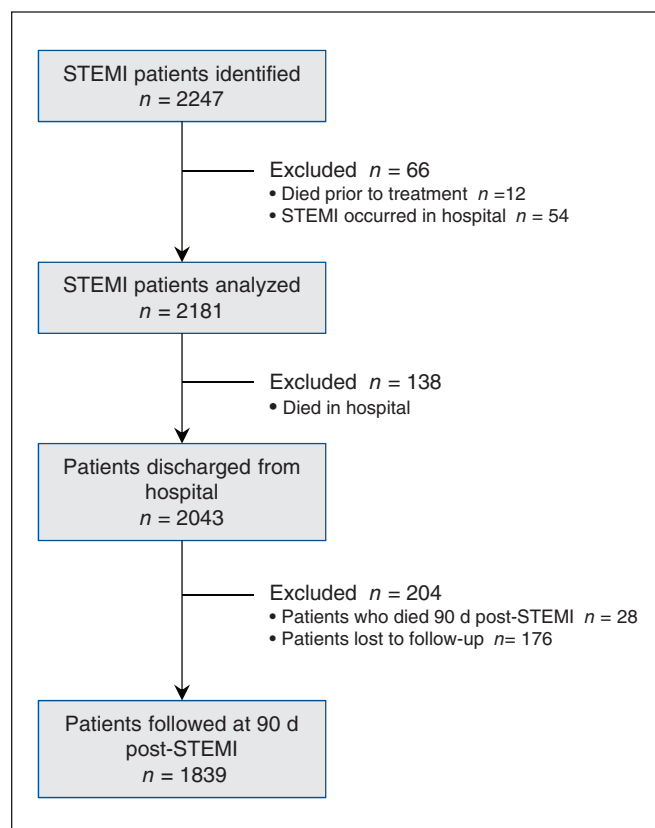 STEMI patients identified
n = 2247
Excluded n = 66
• Died prior to treatment n =12
• STEMI occurred in hospital n = 54
STEMI patients analyzed
n = 2181
Excluded n = 138
• Died in hospital
Patients discharged from
hospital
n = 2043
Excluded n = 204
• Patients who died 90 d post-STEMI n = 28
• Patients lost to follow-up n= 176
Patients followed at 90 d
post-STEMI
n = 1839